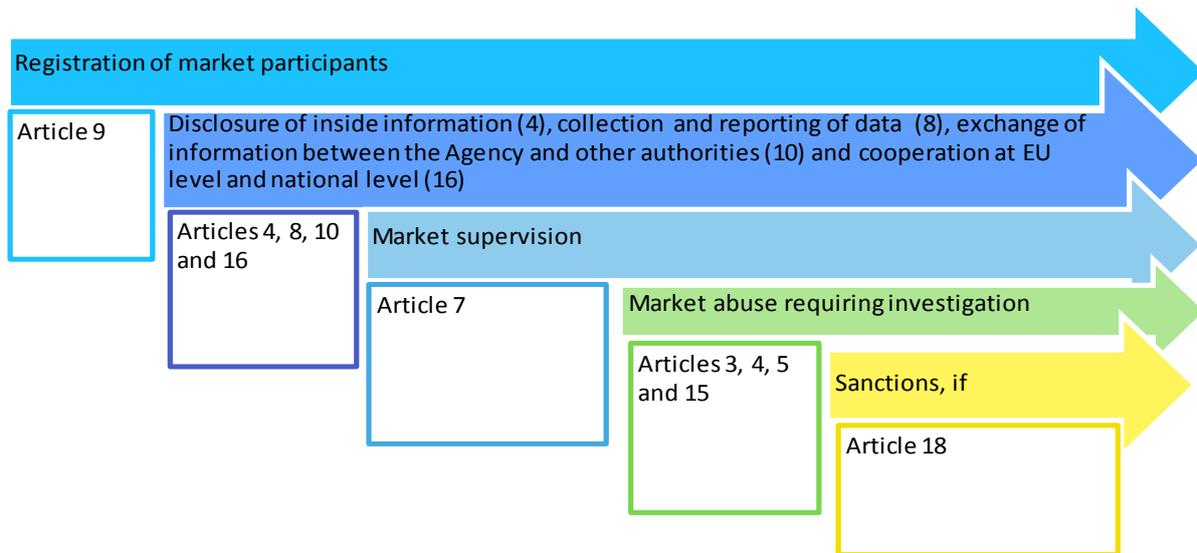 Registration of market participants
Article 9
Disclosure of inside information (4), collection and reporting of data (8), exchange of
information between the Agency and other authorities (10) and cooperation at EU
level and national level (16)
Articles 4, 8, 10
and 16
Market supervision
Article 7
Market abuse requiring investigation
Articles 3, 4, 5
and 15
Sanctions, if
Article 18